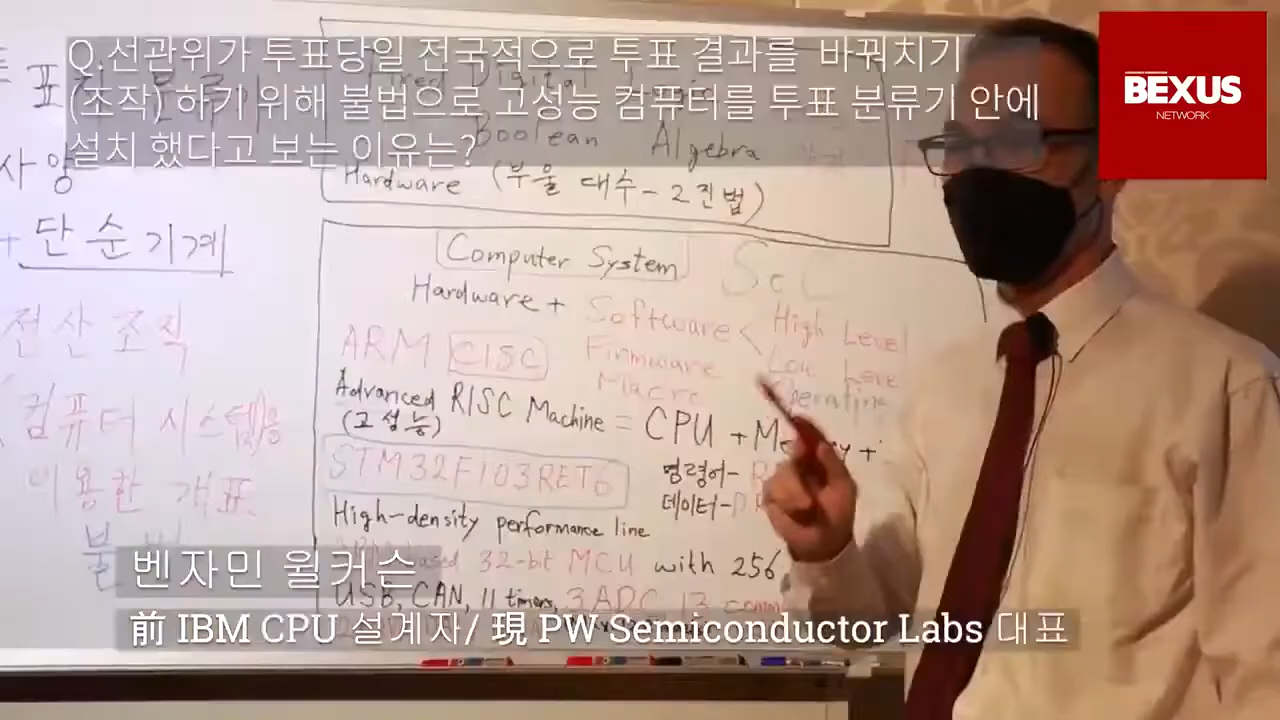 Q.선관위가 투표당일 전국적으로 투표 결과를 바꿔치기
(조작) 하기 위해 불법으로 고성능 컴퓨터를 투표 분류기 안에
설치 했다고 보는 이유는?
BEXUS
NETWORK
사양
+ 단순기계
전산 조직
컴퓨터 시스템
이용한 개표
불
Digital
Boolean Algebra
Hardware (부울 대수-2진법)
Computer System
SoC
Hardware + Software < High Level
Firmware Low Leve
Macro Operating
ARM CISC
Advanced RISC Machine = CPU +
(고성능)
명령어-
데이터-
STM32F103RET6
High-density performance line
32-bit MCU with 256
USB, CAN, 11 timers, 3 ADC 13 comm
벤자민 윌커슨
前 IBM CPU 설계자/ 現 PW Semiconductor Labs 대표